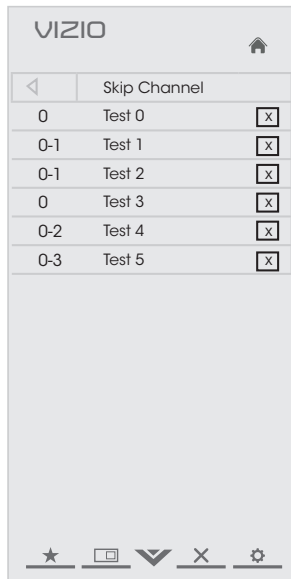 VIZIO
Skip Channel
0 Test 0 X
0-1 Test 1 X
0-1 Test 2 X
0 Test 3 X
0-2 Test 4 X
0-3 Test 5 X